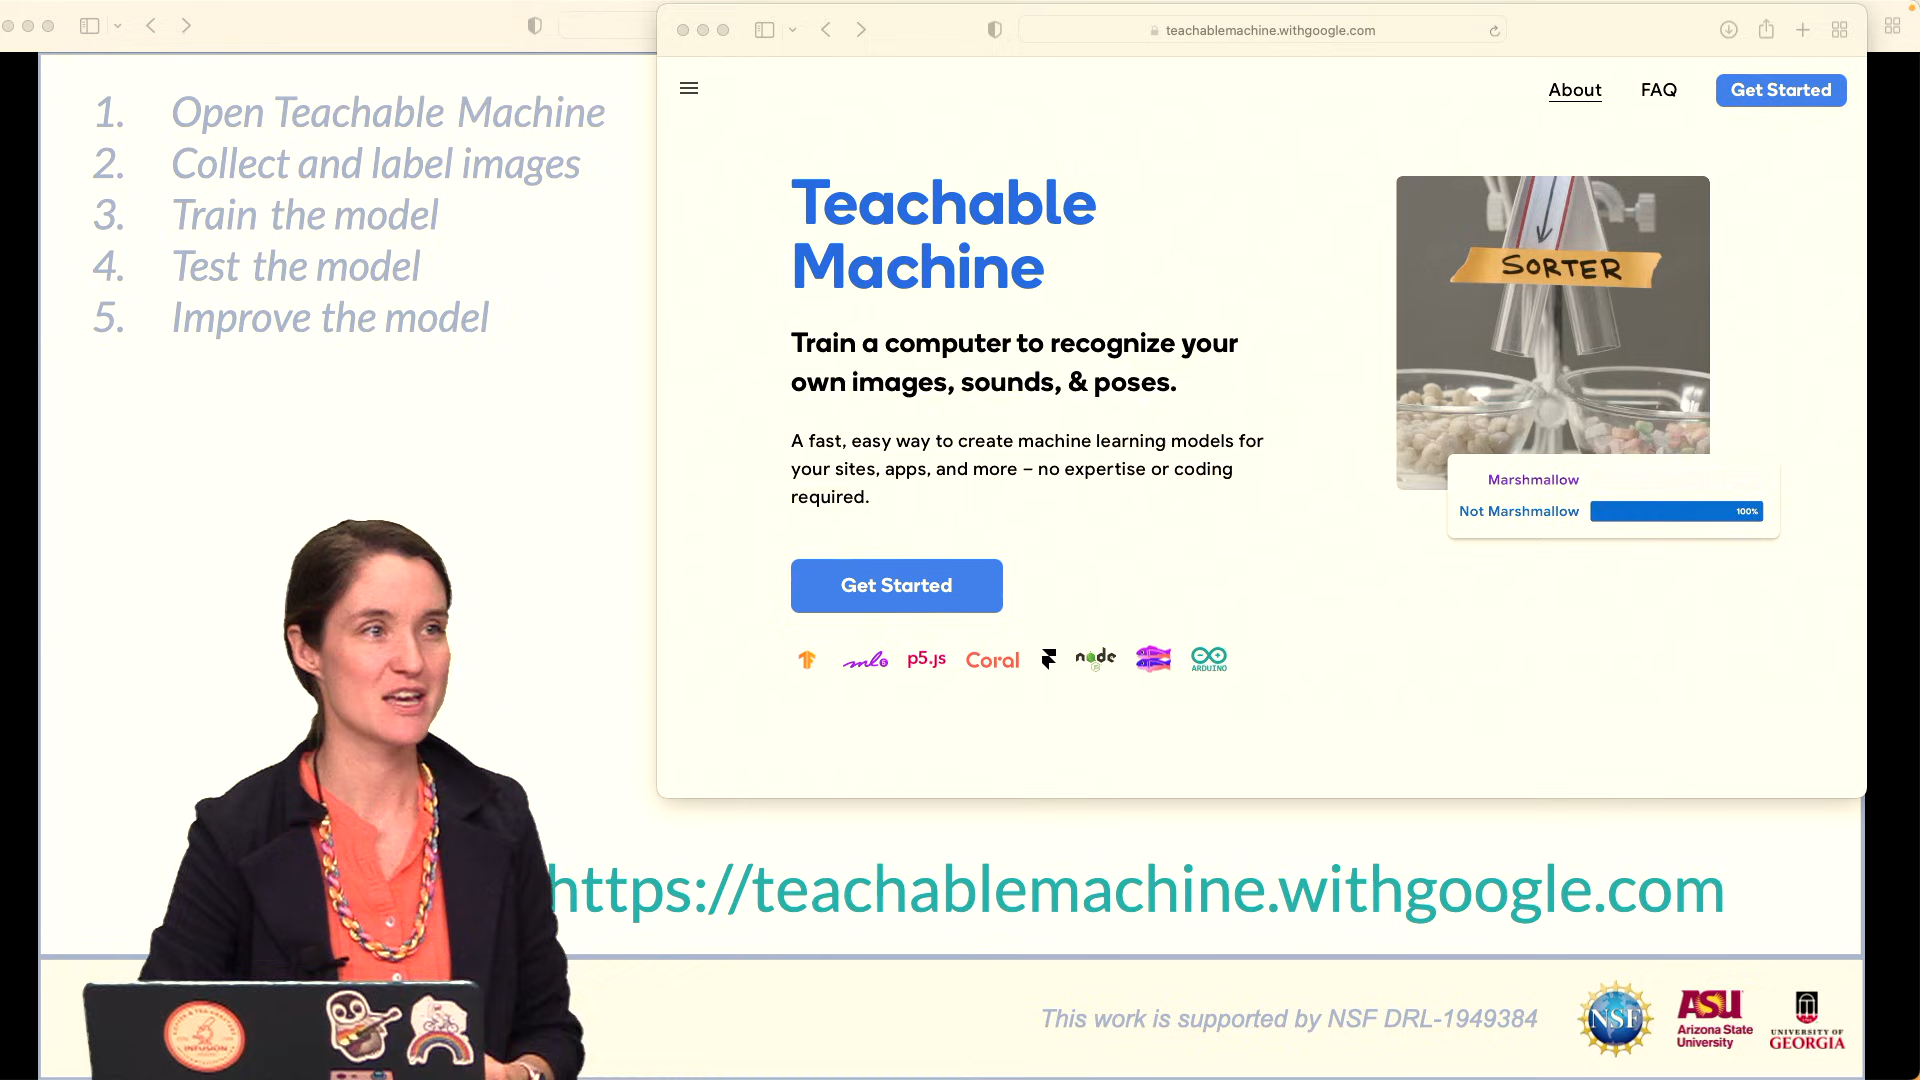 teachablemachine.withgoogle.com
1. Open Teachable Machine
2. Collect and label images
3. Train the model
4. Test the model
5. Improve the model
About FAQ Get Started
Teachable
Machine
Train a computer to recognize your
own images, sounds, & poses.
A fast, easy way to create machine learning models for
your sites, apps, and more – no expertise or coding
required.
Get Started
p5.js Coral node ARDUINO
SORTER
Marshmallow
Not Marshmallow 100%
https://teachablemachine.withgoogle.com
This work is supported by NSF DRL-1949384
NSF
ASU
Arizona State
University
UNIVERSITY OF
GEORGIA
INFUSION